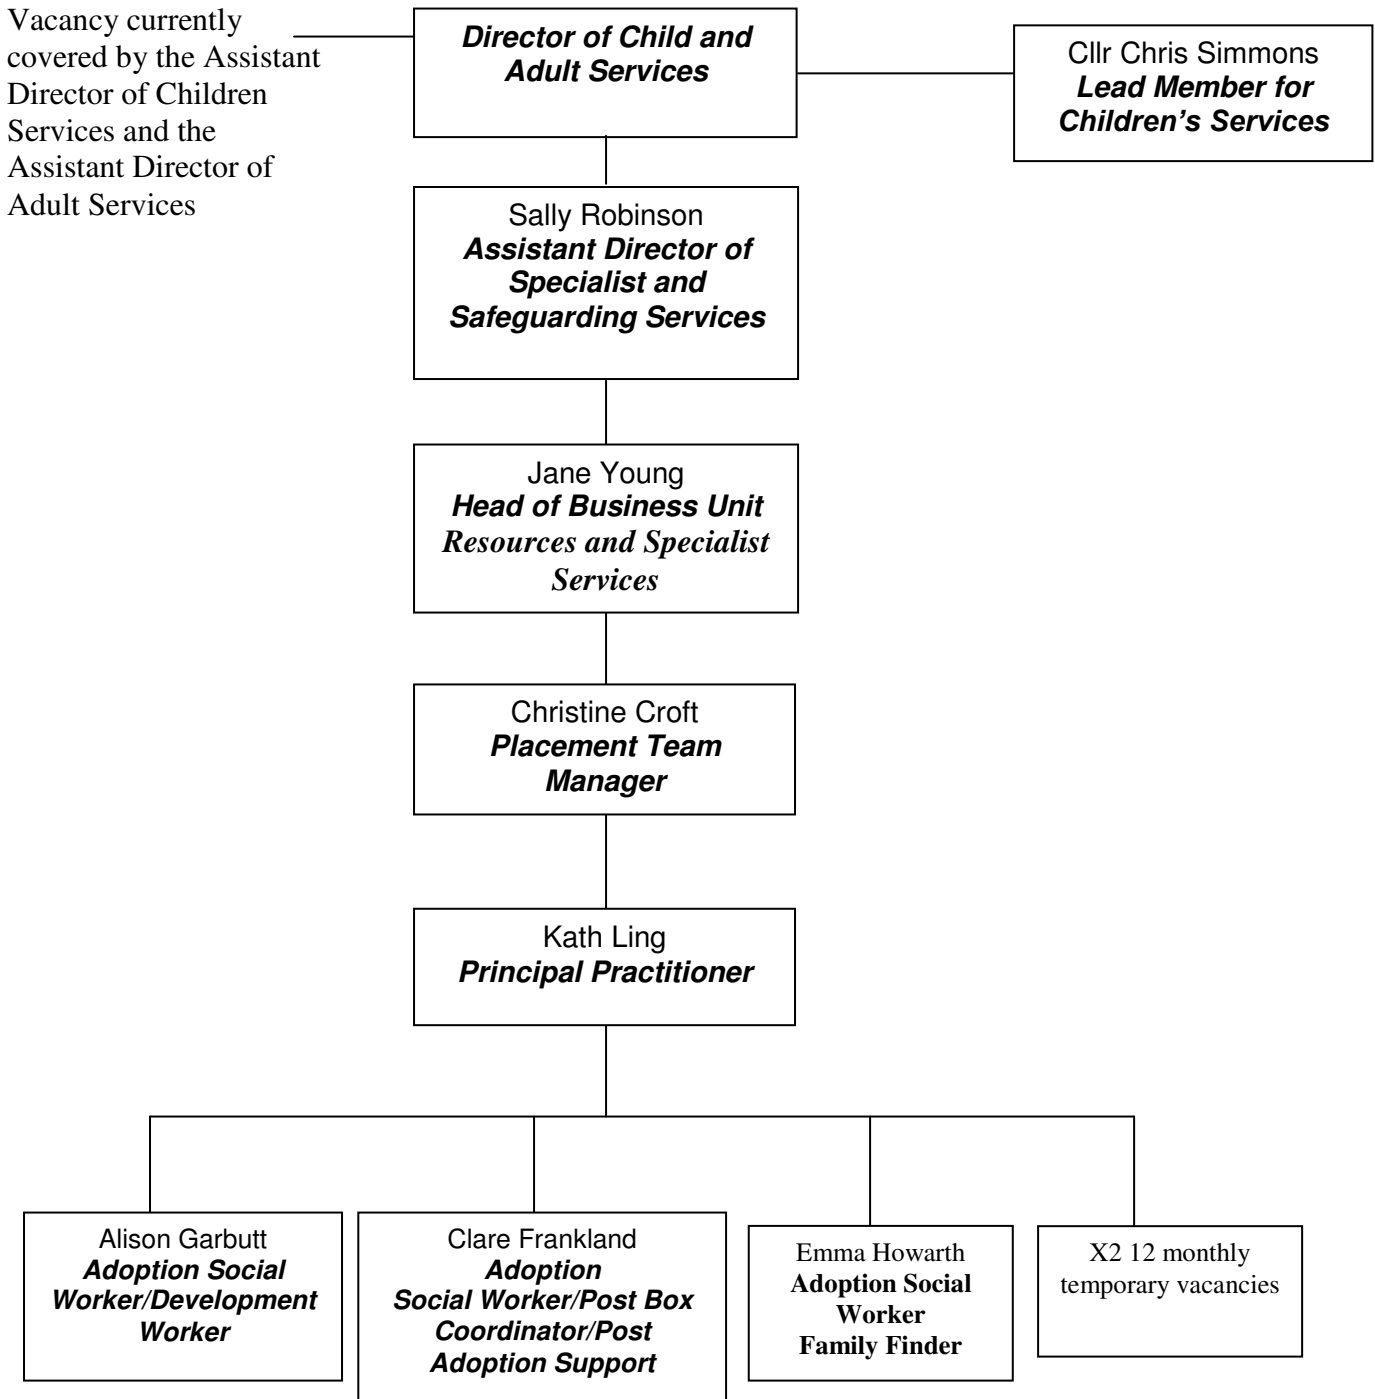 Vacancy currently
covered by the Assistant
Director of Children
Services and the
Assistant Director of
Adult Services
Director of Child and
Adult Services
Cllr Chris Simmons
Lead Member for
Children's Services
Sally Robinson
Assistant Director of
Specialist and
Safeguarding Services
Jane Young
Head of Business Unit
Resources and Specialist
Services
Christine Croft
Placement Team
Manager
Kath Ling
Principal Practitioner
Alison Garbutt
Adoption Social
Worker/Development
Worker
Clare Frankland
Adoption
Social Worker/Post Box
Coordinator/Post
Adoption Support
Emma Howarth
Adoption Social
Worker
Family Finder
X2 12 monthly
temporary vacancies